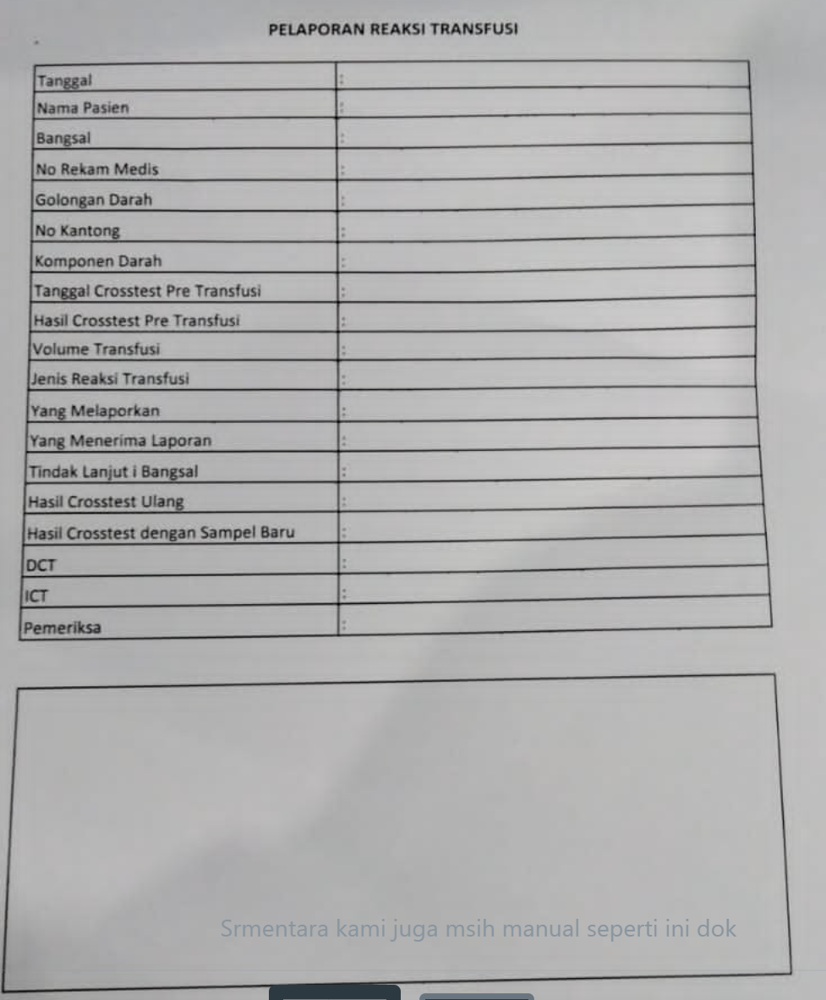 PELAPORAN REAKSI TRANSFUSI
Tanggal :
Nama Pasien :
Bangsal :
No Rekam Medis :
Golongan Darah :
No Kantong :
Komponen Darah :
Tanggal Crosstest Pre Transfusi :
Hasil Crosstest Pre Transfusi :
Volume Transfusi :
Jenis Reaksi Transfusi :
Yang Melaporkan :
Yang Menerima Laporan :
Tindak Lanjut i Bangsal :
Hasil Crosstest Ulang :
Hasil Crosstest dengan Sampel Baru :
DCT :
ICT :
Pemeriksa :
Srmentara kami juga msih manual seperti ini dok